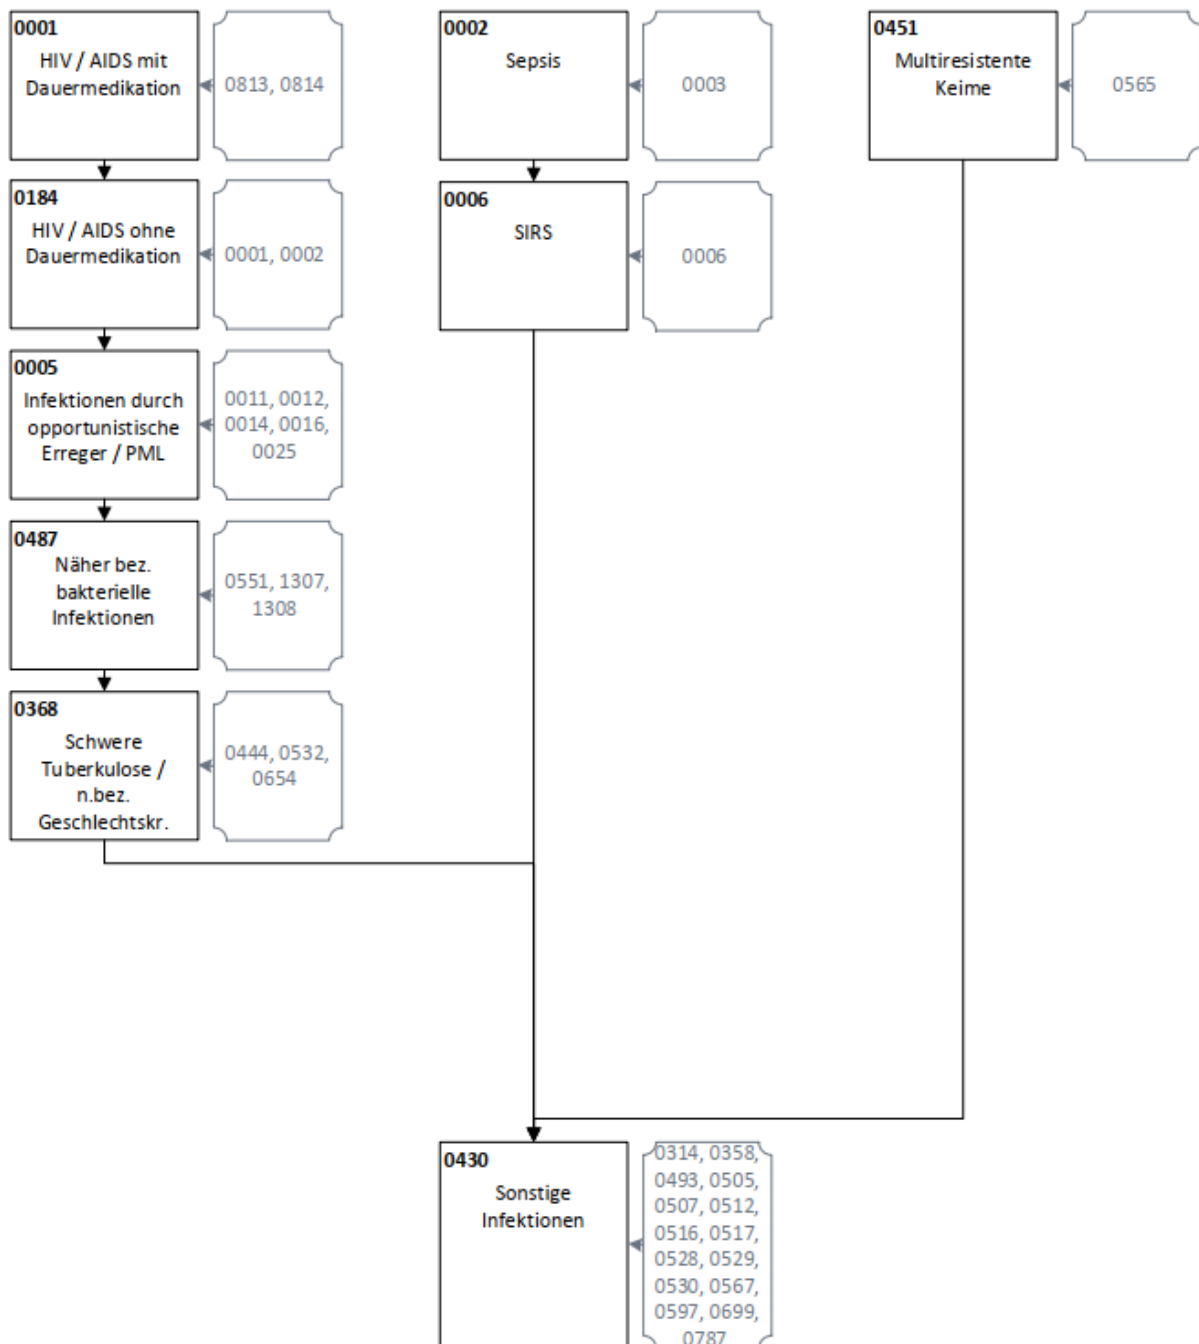 0001
HIV / AIDS mit
Dauermedikation
0813, 0814
0002
Sepsis
0003
0451
Multiresistente
Keime
0565
0184
HIV / AIDS ohne
Dauermedikation
0001, 0002
0006
SIRS
0006
0005
Infektionen durch
opportunistische
Erreger / PML
0011, 0012,
0014, 0016,
0025
0487
Näher bez.
bakterielle
Infektionen
0551, 1307,
1308
0368
Schwere
Tuberkulose /
n.bez.
Geschlechtskr.
0444, 0532,
0654
0430
Sonstige
Infektionen
0314, 0358,
0493, 0505,
0507, 0512,
0516, 0517,
0528, 0529,
0530, 0567,
0597, 0699,
0787